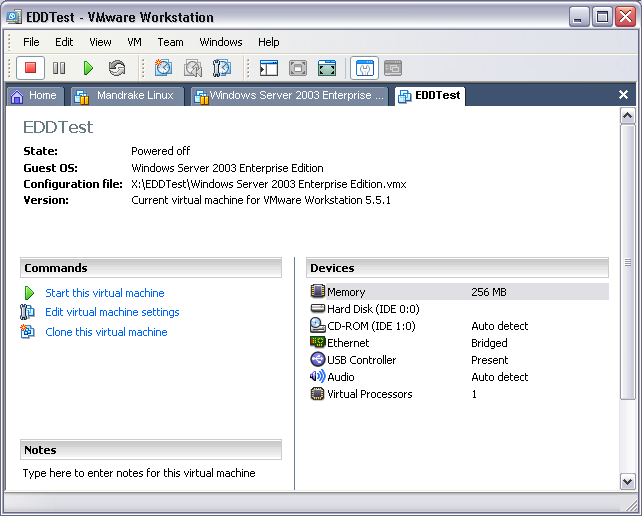 EDDTest - VMware Workstation
File Edit View VM Team Windows Help
Home Mandrake Linux Windows Server 2003 Enterprise ... EDDTest
EDDTest
State: Powered off
Guest OS: Windows Server 2003 Enterprise Edition
Configuration file: X:\EDDTest\Windows Server 2003 Enterprise Edition.vmx
Version: Current virtual machine for VMware Workstation 5.5.1
Commands
Start this virtual machine
Edit virtual machine settings
Clone this virtual machine
Devices
Memory 256 MB
Hard Disk (IDE 0:0)
CD-ROM (IDE 1:0) Auto detect
Ethernet Bridged
USB Controller Present
Audio Auto detect
Virtual Processors 1
Notes
Type here to enter notes for this virtual machine